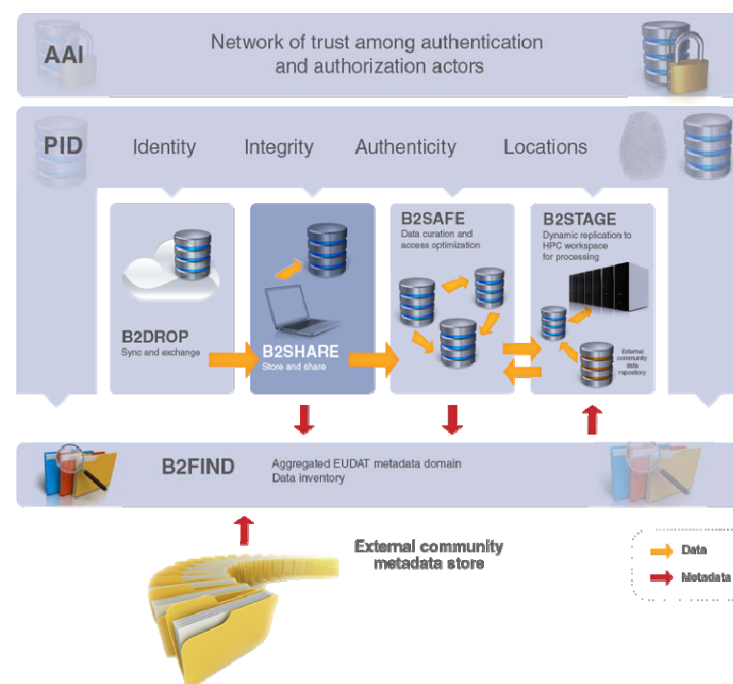 AAI
Network of trust among authentication
and authorization actors
PID
Identity
Integrity
Authenticity
Locations
B2DROP
Sync and exchange
B2SHARE
Store and share
B2SAFE
Data curation and
access optimization
B2STAGE
Dynamic replication to
HPC workspace
for processing
External
community
data
repository
B2FIND
Aggregated EUDAT metadata domain
Data inventory
External community
metadata store
Data
Metadata